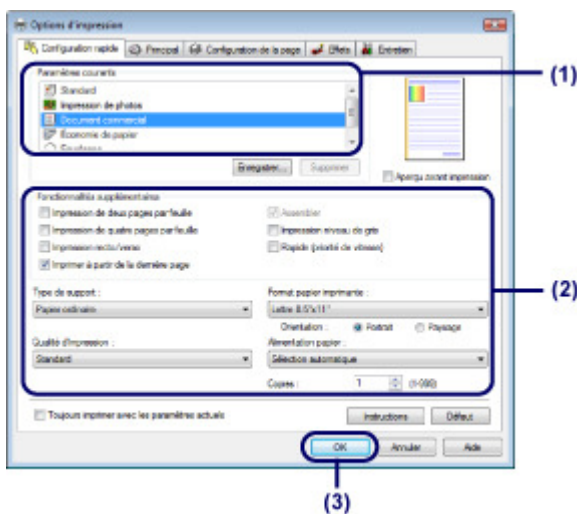 Options d'impression
Configuration rapide Principal Configuration de la page Effets Entretien
Paramètres courants
(1)
Standard
Impression de photos
Document commercial
Économie de papier
Enveloppe
Enregistrer... Supprimer
Aperçu avant impression
Fonctionnalités supplémentaires
Impression de deux pages par feuille Assembler
Impression de quatre pages par feuille Impression niveau de gris
Impression recto/verso Rapide (priorité de vitesse)
Imprimer à partir de la dernière page
(2)
Type de support : Format papier imprimante :
Papier ordinaire Lettre 8.5"x11"
Orientation : Portrait Paysage
Qualité d'impression : Alimentation papier :
Standard Sélection automatique
Copies : 1 (1-999)
Toujours imprimer avec les paramètres actuels Instructions Défaut
OK Annuler Aide
(3)